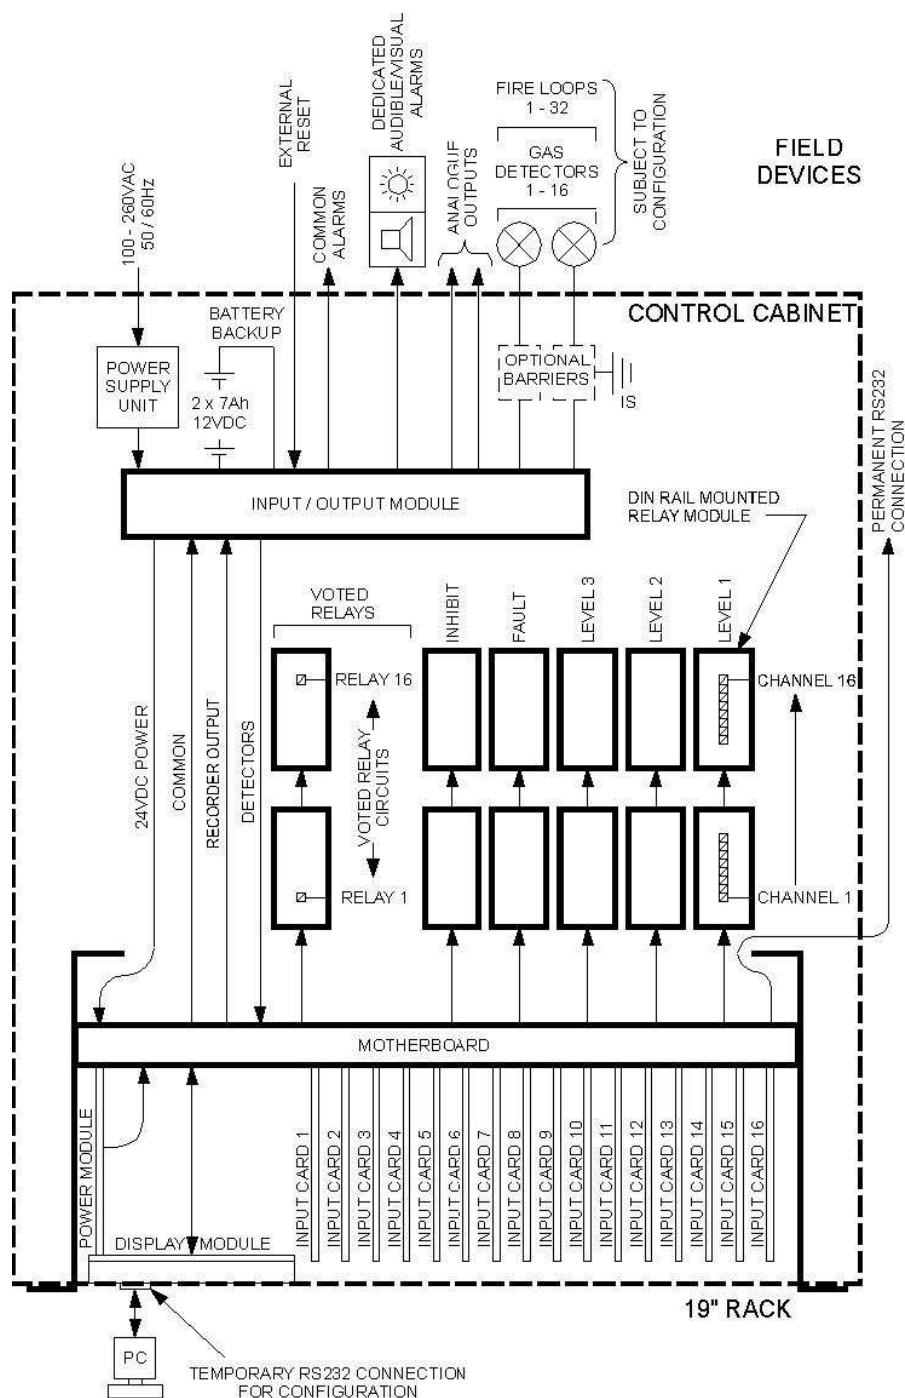 100 - 260VAC
50 / 60Hz
EXTERNAL
RESET
COMMON
ALARMS
DEDICATED
AUDIBLE/VISUAL
ALARMS
ANALOGUE
OUTPUTS
FIRE LOOPS
1 - 32
GAS
DETECTORS
1 - 16
SUBJECT TO
CONFIGURATION
FIELD
DEVICES
CONTROL CABINET
BATTERY
BACKUP
POWER
SUPPLY
UNIT
2 x 7Ah
12VDC
OPTIONAL
BARRIERS
IS
PERMANENT RS232
CONNECTION
INPUT / OUTPUT MODULE
DIN RAIL MOUNTED
RELAY MODULE
VOTED
RELAYS
INHIBIT
FAULT
LEVEL 3
LEVEL 2
LEVEL 1
RELAY 16
CHANNEL 16
24VDC POWER
COMMON
RECORDER OUTPUT
DETECTORS
VOTED RELAY
CIRCUITS
RELAY 1
CHANNEL 1
MOTHERBOARD
POWER MODULE
DISPLAY MODULE
INPUT CARD 1
INPUT CARD 2
INPUT CARD 3
INPUT CARD 4
INPUT CARD 5
INPUT CARD 6
INPUT CARD 7
INPUT CARD 8
INPUT CARD 9
INPUT CARD 10
INPUT CARD 11
INPUT CARD 12
INPUT CARD 13
INPUT CARD 14
INPUT CARD 15
INPUT CARD 16
19" RACK
PC
TEMPORARY RS232 CONNECTION
FOR CONFIGURATION